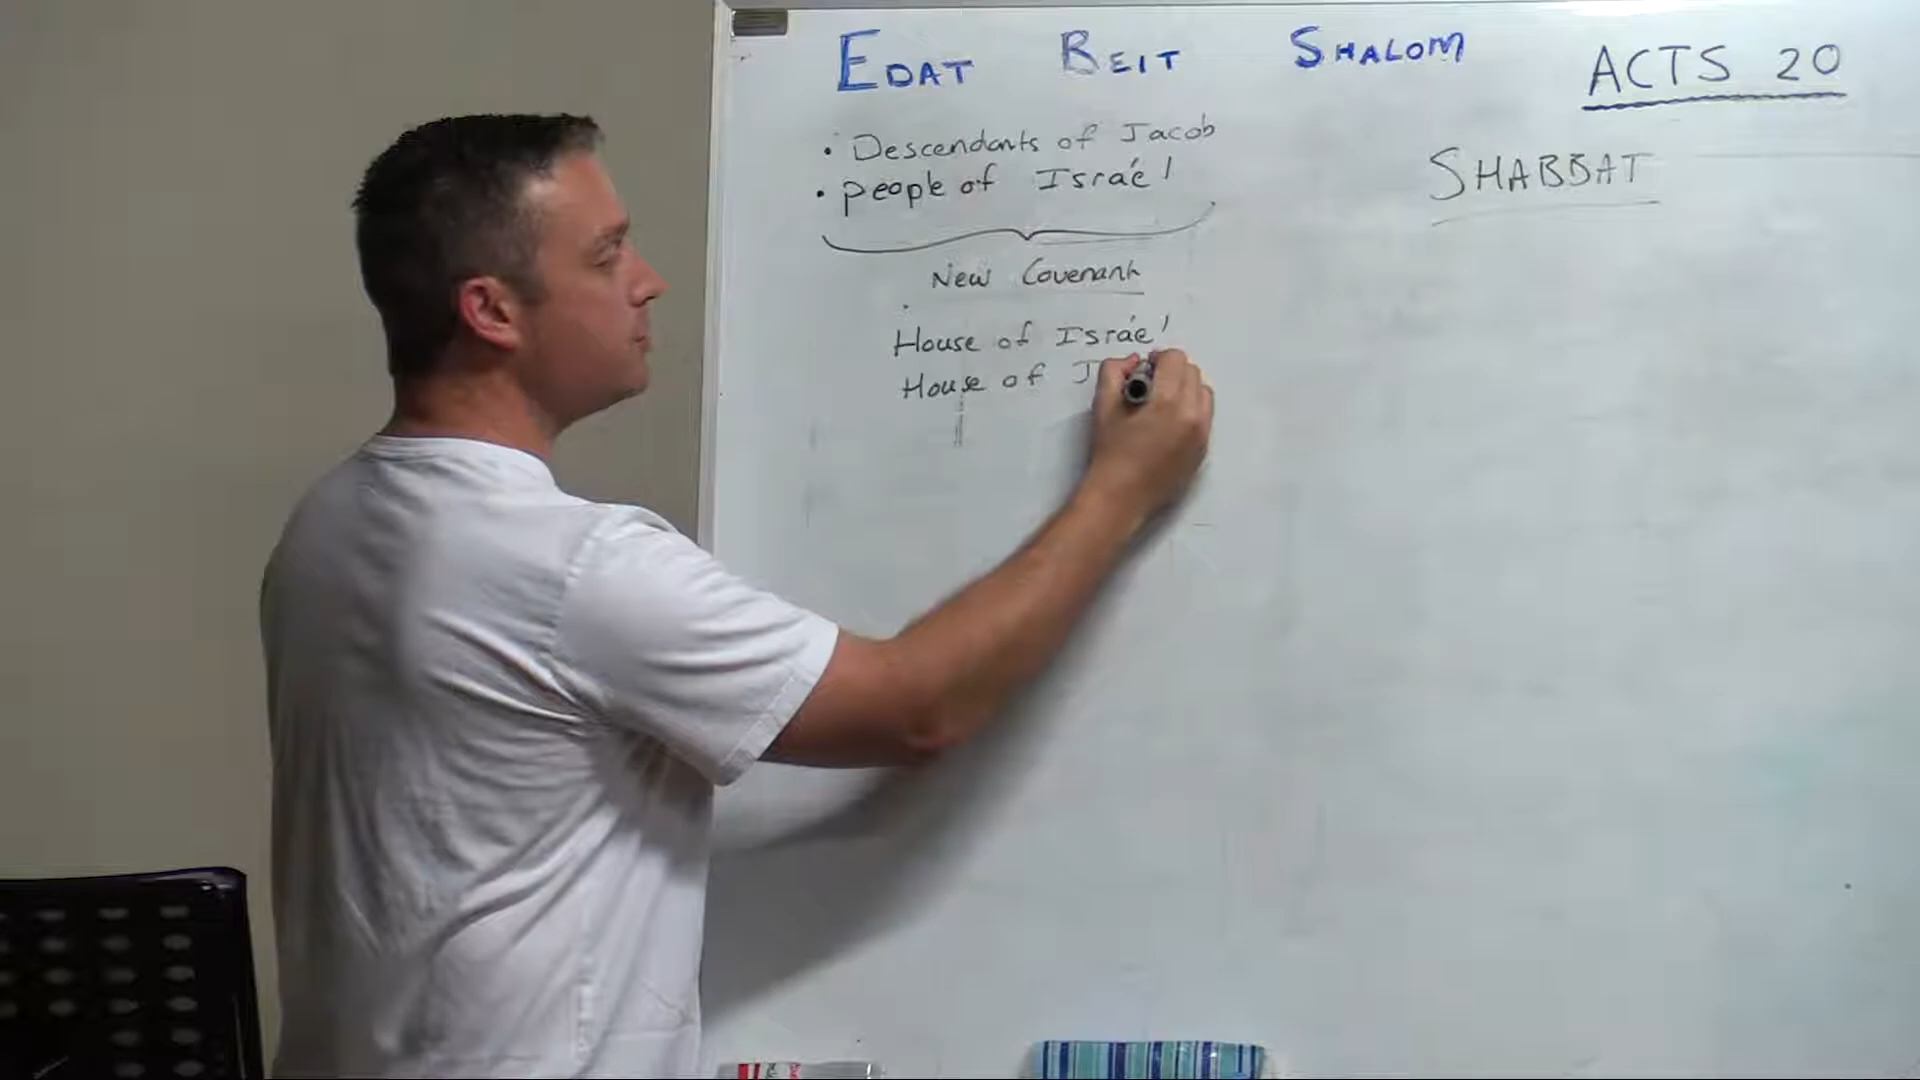 EDAT BEIT SHALOM
ACTS 20
• Descendants of Jacob
• people of Israel
SHABBAT
New Covenant
House of Israel
House of J